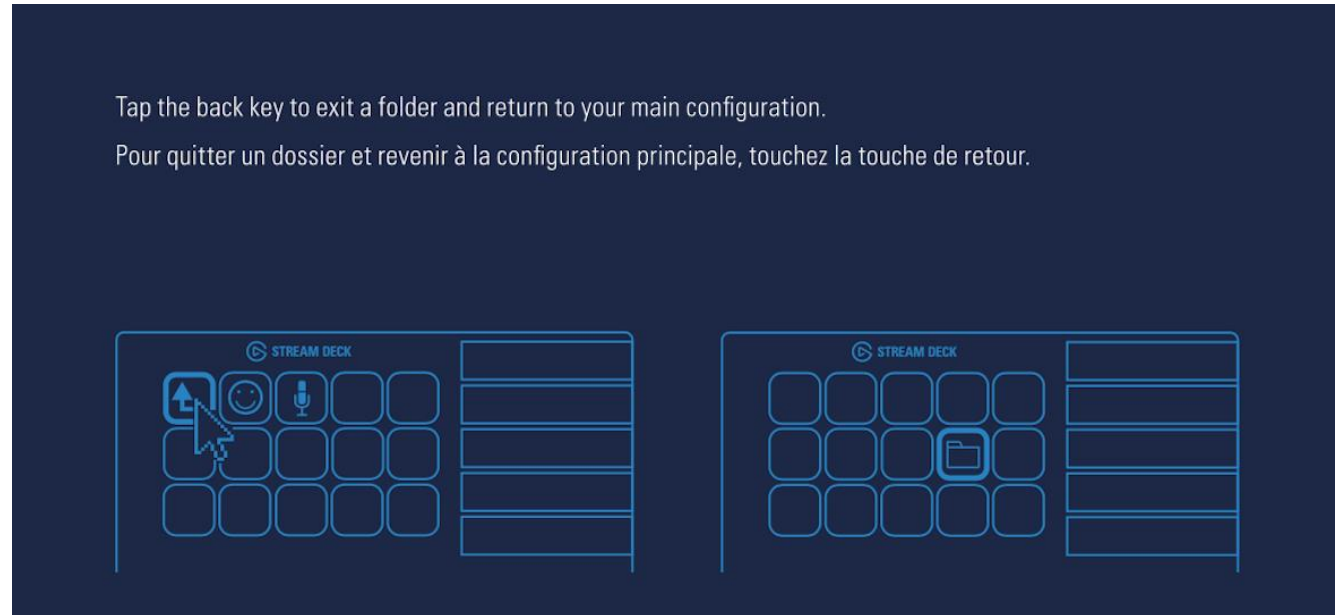 Tap the back key to exit a folder and return to your main configuration.
Pour quitter un dossier et revenir à la configuration principale, touchez la touche de retour.
STREAM DECK
STREAM DECK